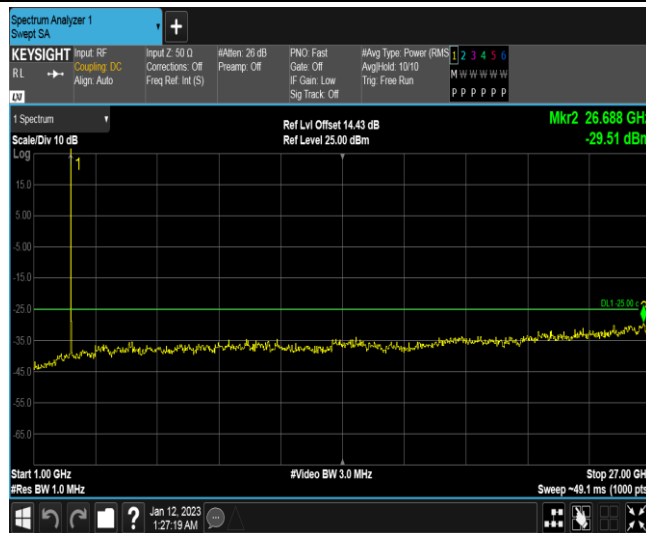 Spectrum Analyzer 1
Swept SA
KEYSIGHT
RL
LXI
Input: RF
Coupling: DC
Align: Auto
Input Z: 50 Ω
Corrections: Off
Freq Ref: Int (S)
#Atten: 26 dB
Preamp: Off
PNO: Fast
Gate: Off
IF Gain: Low
Sig Track: Off
#Avg Type: Power (RMS
Avg|Hold: 10/10
Trig: Free Run
1 2 3 4 5 6
M W W W W W
P P P P P P
1 Spectrum
Scale/Div 10 dB
Log
Ref Lvl Offset 14.43 dB
Ref Level 25.00 dBm
Mkr2 26.688 GHz
-29.51 dBm
1
15.0
5.00
-5.00
-15.0
-25.0
DL1 -25.00
-35.0
-45.0
-55.0
-65.0
Start 1.00 GHz
#Res BW 1.0 MHz
#Video BW 3.0 MHz
Stop 27.00 GH
Sweep ~49.1 ms (1000 pts
?
Jan 12, 2023
1:27:19 AM